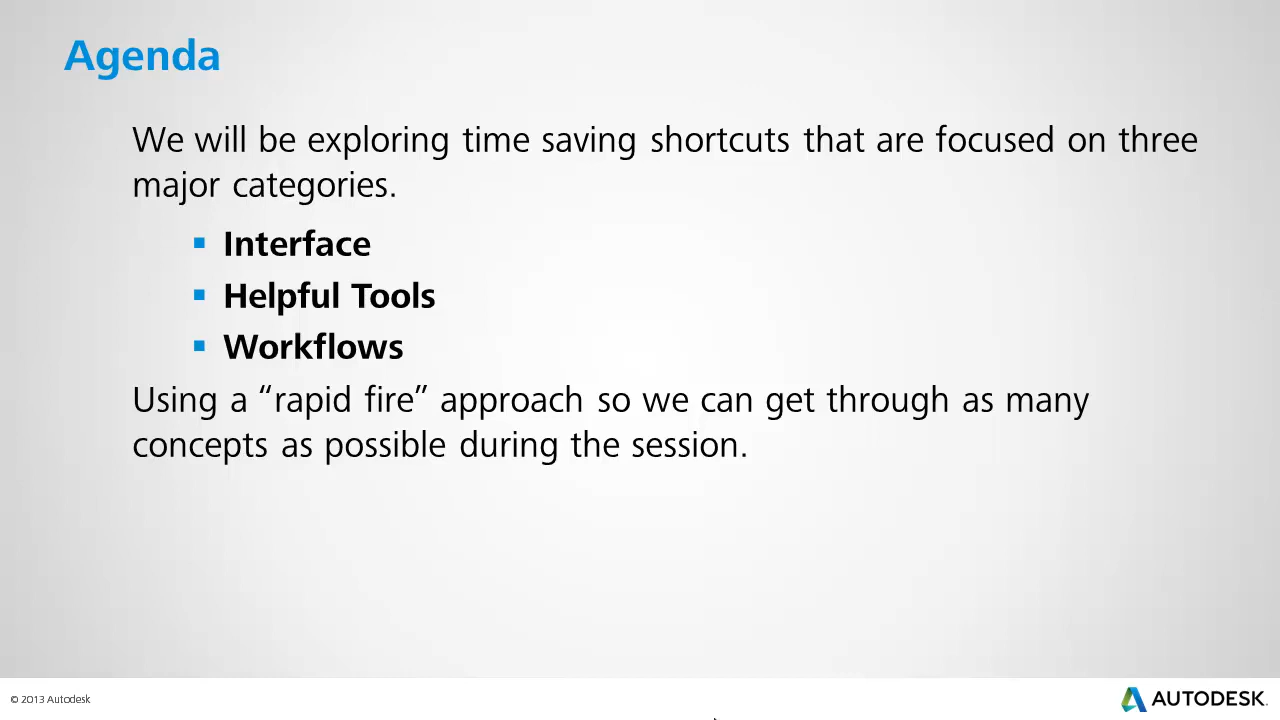 Agenda
We will be exploring time saving shortcuts that are focused on three
major categories.
▪ Interface
▪ Helpful Tools
▪ Workflows
Using a “rapid fire” approach so we can get through as many
concepts as possible during the session.
© 2013 Autodesk
AUTODESK.